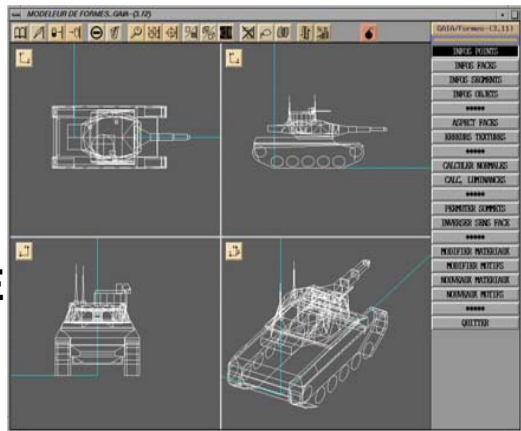 MODELEUR DE FORMES. GAIA-(3.12)
GAIA/formes-(3.11)
INFOS POINTS
INFOS FACES
INFOS SEGMENTS
INFOS OBJETS
*****
ASPECT FACES
ERREURS TEXTURES
*****
CALCULER NORMALES
CALC. LUMINANCES
*****
PERMUTER SOMMETS
INVERSER SENS FACE
*****
MODIFIER MATERIAUX
MODIFIER MOTIFS
NOUVEAUX MATERIAUX
NOUVEAUX MOTIFS
*****
QUITTER